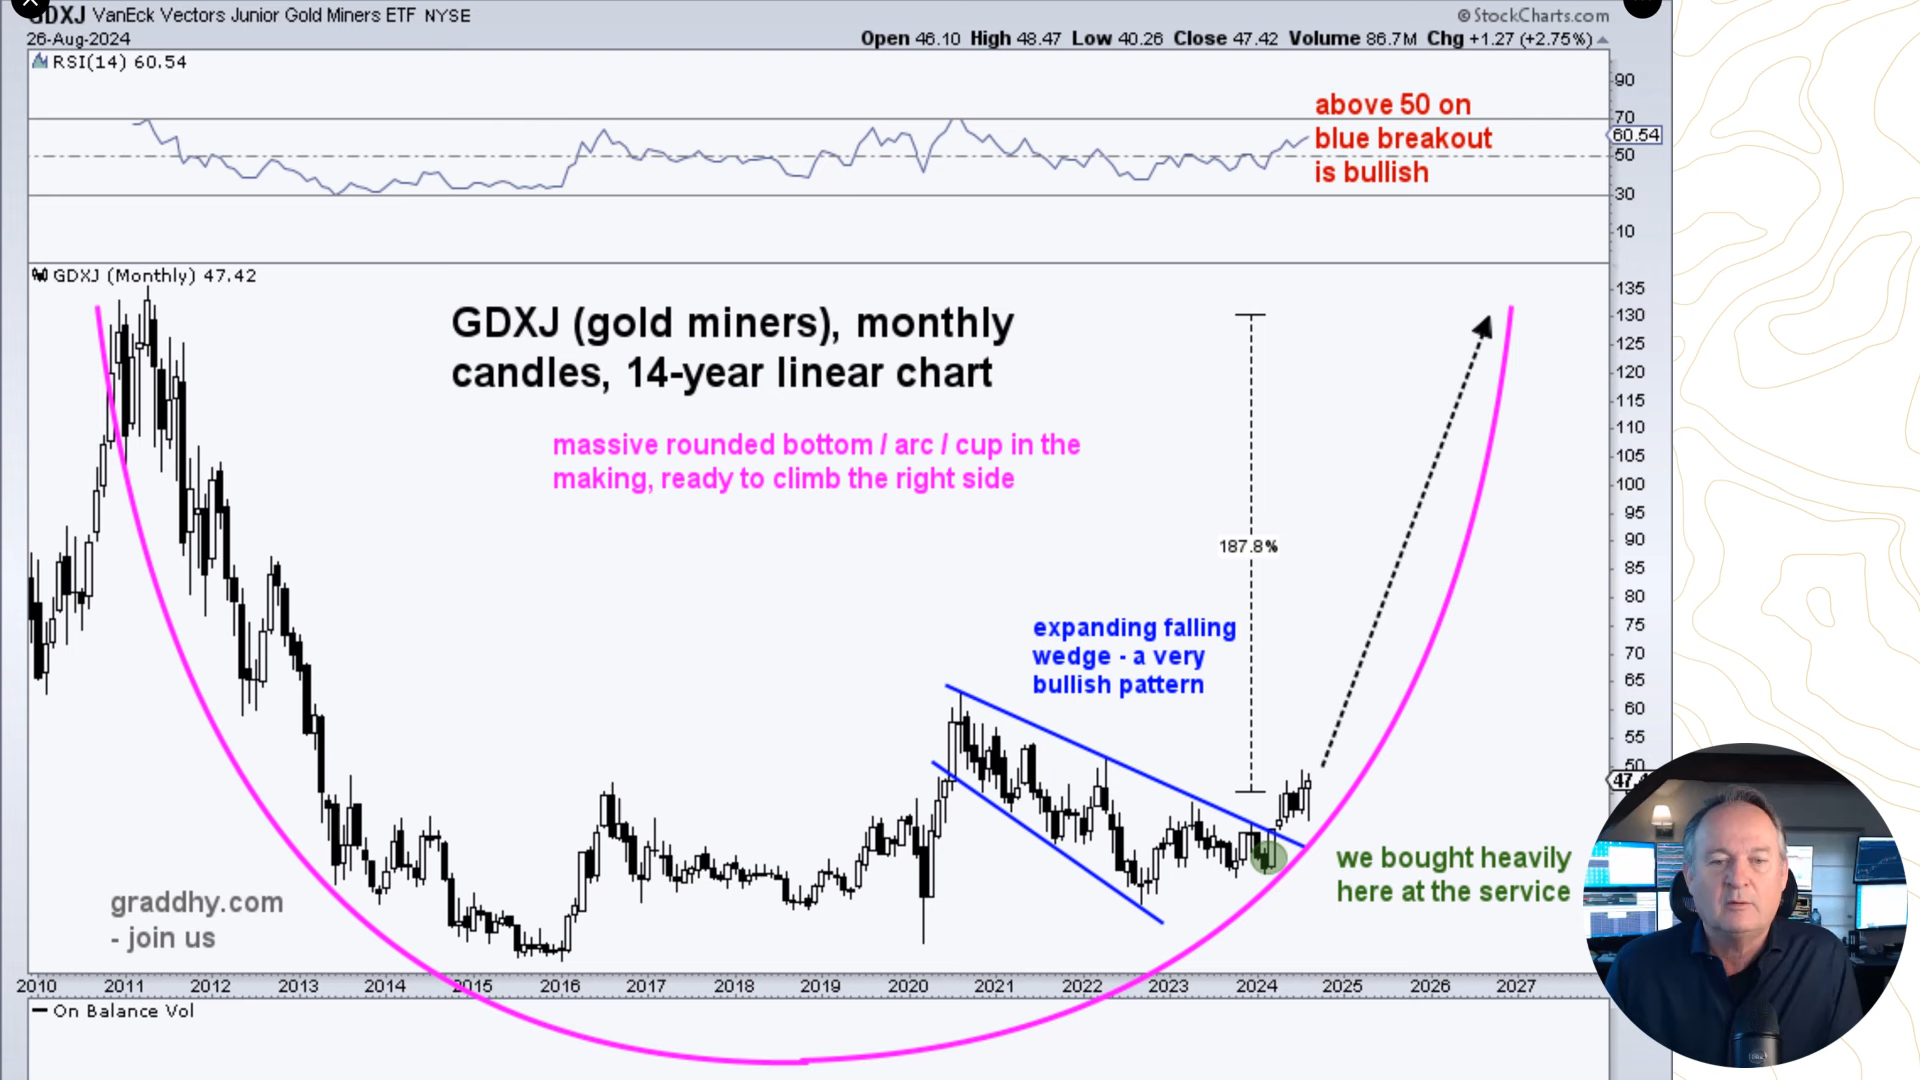 GDXJ VanEck Vectors Junior Gold Miners ETF NYSE
© StockCharts.com
26-Aug-2024
Open 46.10 High 48.47 Low 40.26 Close 47.42 Volume 86.7M Chg +1.27 (+2.75%)
RSI(14) 60.54
90
70
60.54
50
30
10
above 50 on
blue breakout
is bullish
GDXJ (Monthly) 47.42
GDXJ (gold miners), monthly
candles, 14-year linear chart
massive rounded bottom / arc / cup in the
making, ready to climb the right side
187.8%
expanding falling
wedge - a very
bullish pattern
135
130
125
120
115
110
105
100
95
90
85
80
75
70
65
60
55
50
we bought heavily
here at the service
graddhy.com
- join us
2010 2011 2012 2013 2014 2015 2016 2017 2018 2019 2020 2021 2022 2023 2024 2025 2026 2027
On Balance Vol